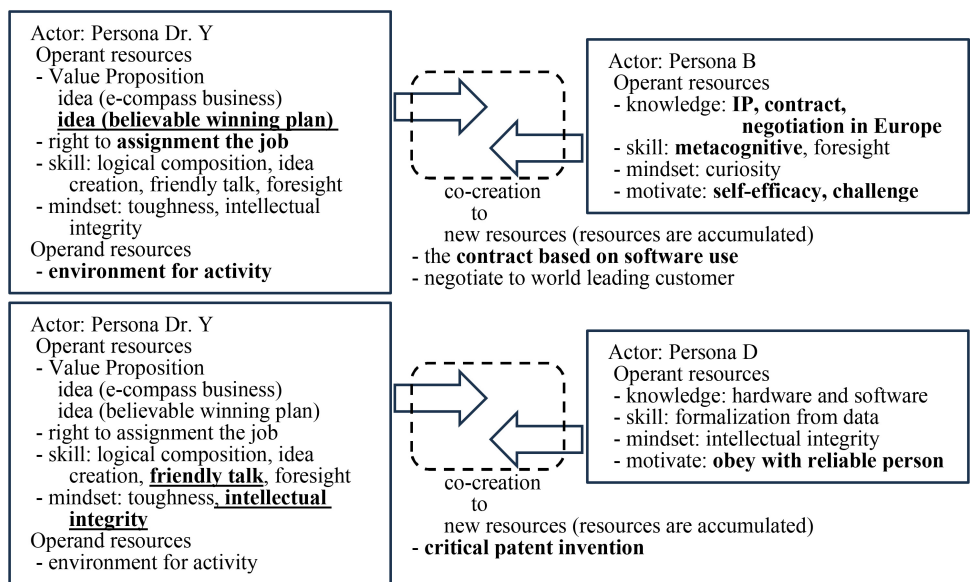 Actor: Persona Dr. Y
Operant resources
- Value Proposition
idea (e-compass business)
idea (believable winning plan)
- right to assignment the job
- skill: logical composition, idea
creation, friendly talk, foresight
- mindset: toughness, intellectual
integrity
Operand resources
- environment for activity
co-creation
to
new resources (resources are accumulated)
- the contract based on software use
- negotiate to world leading customer
Actor: Persona B
Operant resources
- knowledge: IP, contract,
negotiation in Europe
- skill: metacognitive, foresight
- mindset: curiosity
- motivate: self-efficacy, challenge
Actor: Persona Dr. Y
Operant resources
- Value Proposition
idea (e-compass business)
idea (believable winning plan)
- right to assignment the job
- skill: logical composition, idea
creation, friendly talk, foresight
- mindset: toughness, intellectual
integrity
Operand resources
- environment for activity
co-creation
to
new resources (resources are accumulated)
- critical patent invention
Actor: Persona D
Operant resources
- knowledge: hardware and software
- skill: formalization from data
- mindset: intellectual integrity
- motivate: obey with reliable person